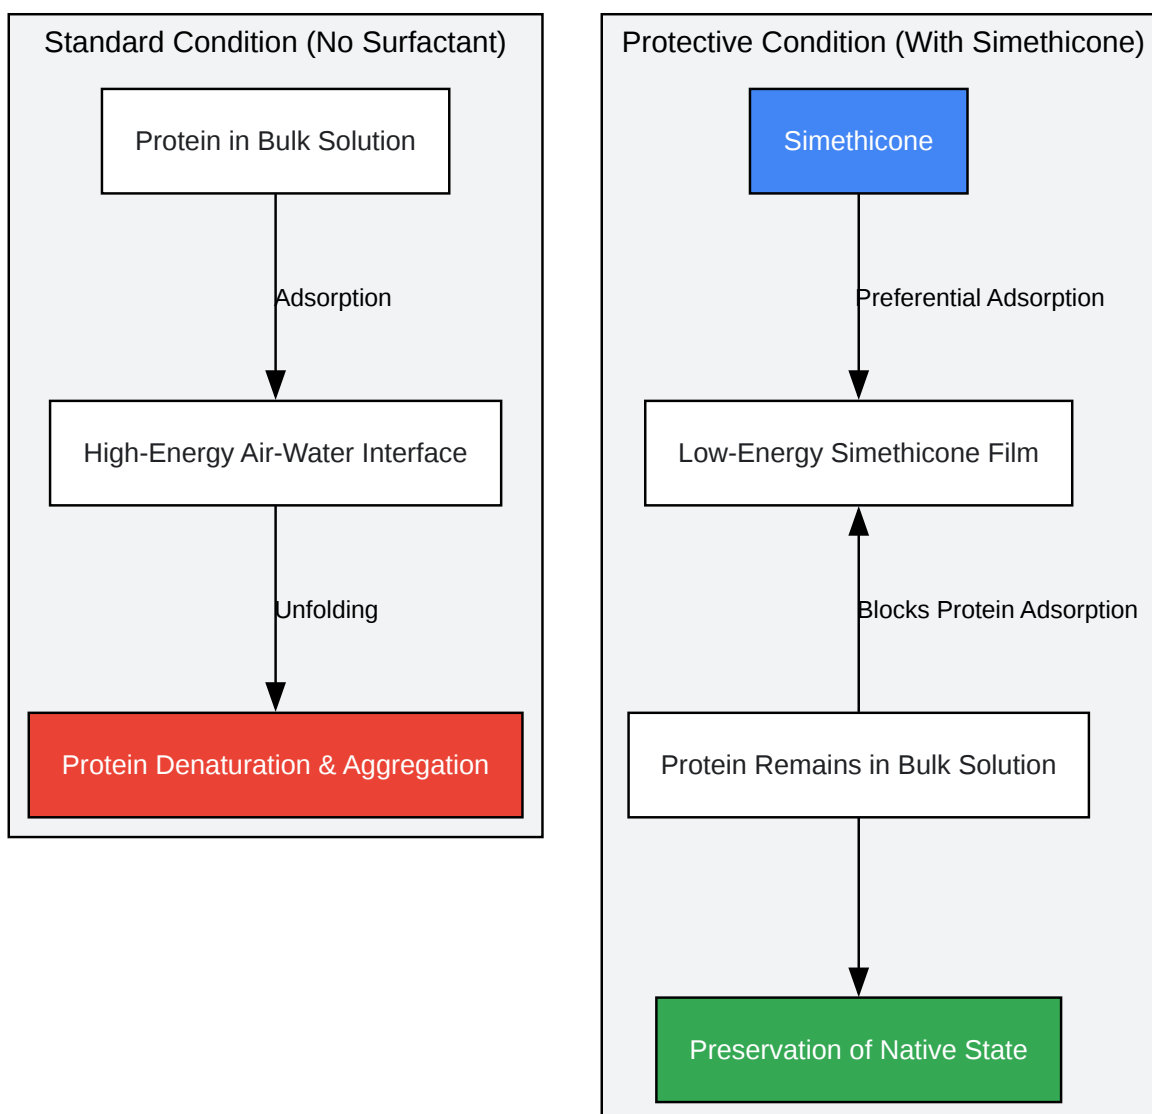 Standard Condition (No Surfactant)
Protein in Bulk Solution
Adsorption
High-Energy Air-Water Interface
Unfolding
Protein Denaturation & Aggregation
Protective Condition (With Simethicone)
Simethicone
Preferential Adsorption
Low-Energy Simethicone Film
Blocks Protein Adsorption
Protein Remains in Bulk Solution
Preservation of Native State